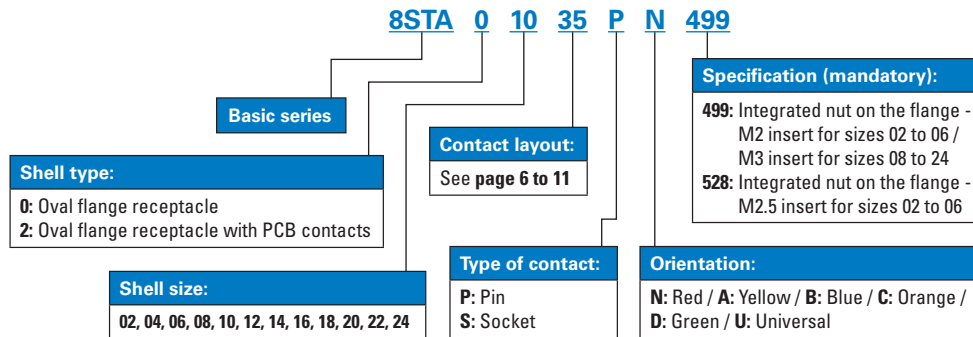 8STA 0 10 35 P N 499
Basic series
Shell type:
0: Oval flange receptacle
2: Oval flange receptacle with PCB contacts
Shell size:
02, 04, 06, 08, 10, 12, 14, 16, 18, 20, 22, 24
Contact layout:
See page 6 to 11
Type of contact:
P: Pin
S: Socket
Orientation:
N: Red / A: Yellow / B: Blue / C: Orange /
D: Green / U: Universal
Specification (mandatory):
499: Integrated nut on the flange -
M2 insert for sizes 02 to 06 /
M3 insert for sizes 08 to 24
528: Integrated nut on the flange -
M2.5 insert for sizes 02 to 06